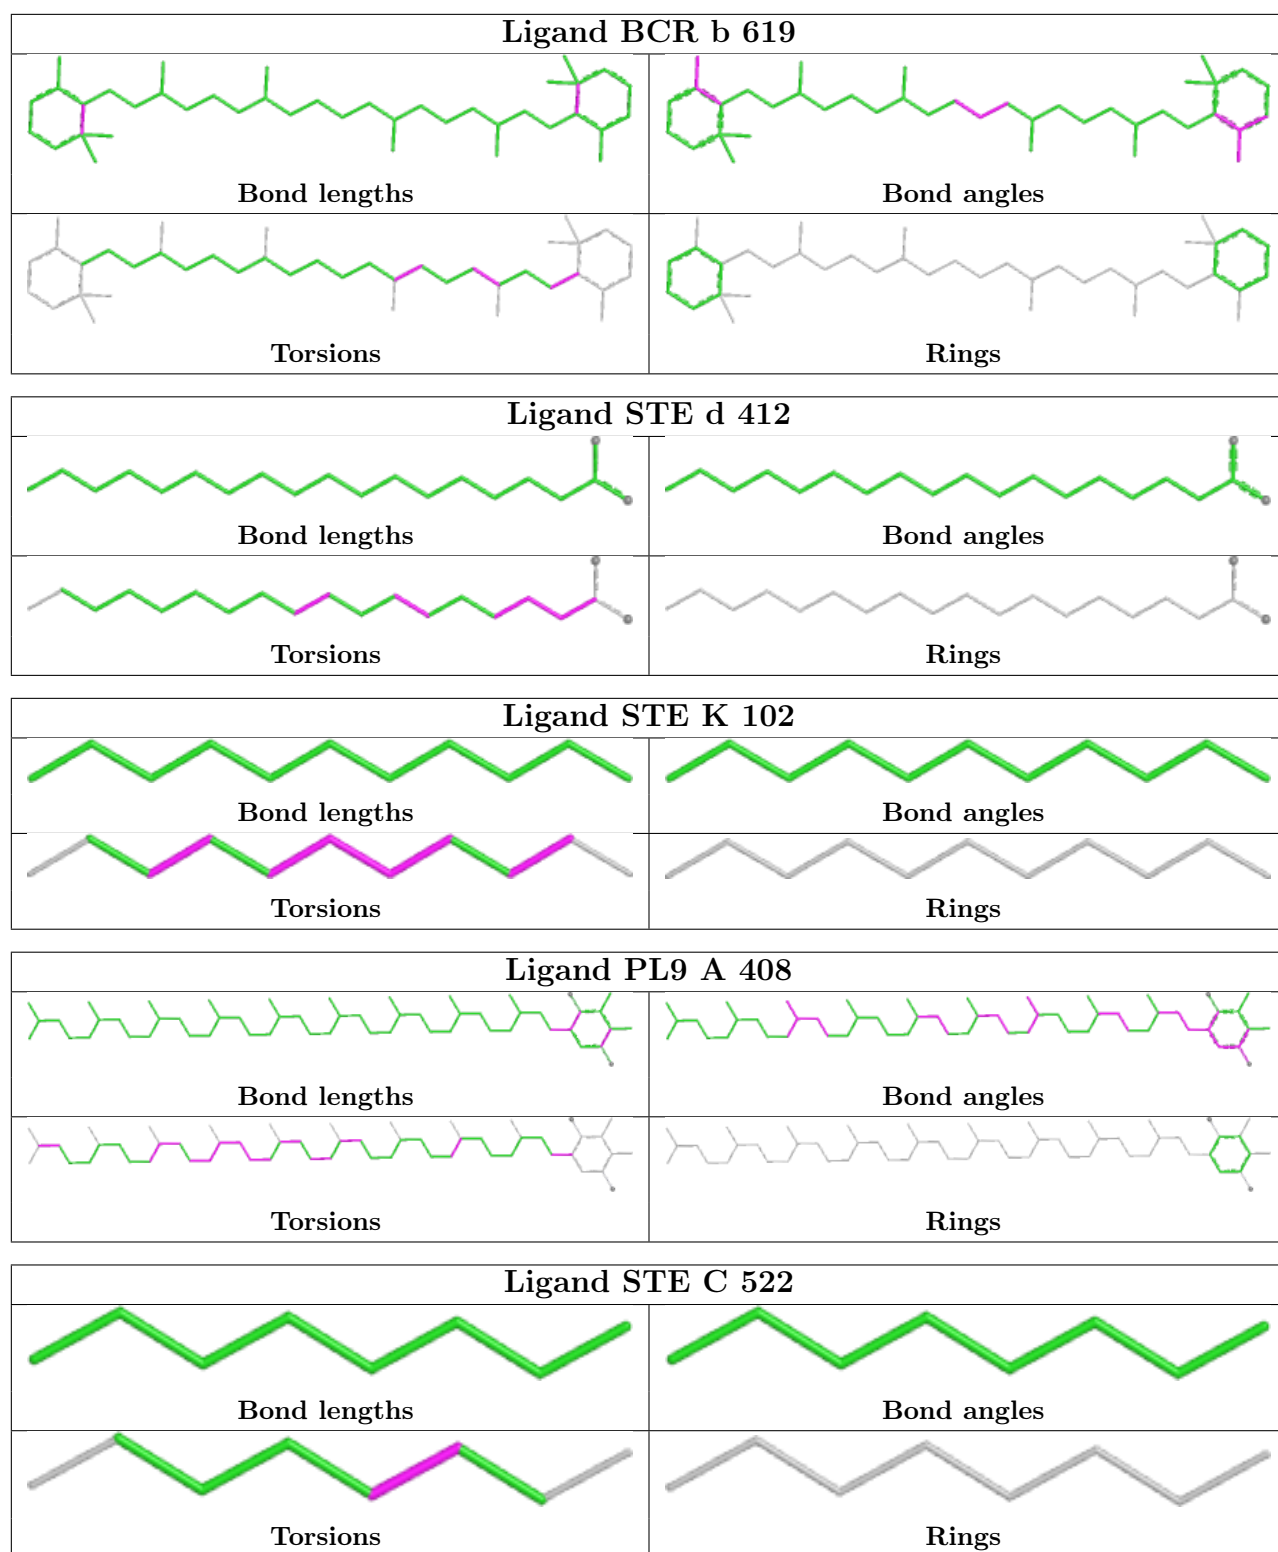 Ligand BCR b 619
Bond lengths
Bond angles
Torsions
Rings
Ligand STE d 412
Bond lengths
Bond angles
Torsions
Rings
Ligand STE K 102
Bond lengths
Bond angles
Torsions
Rings
Ligand PL9 A 408
Bond lengths
Bond angles
Torsions
Rings
Ligand STE C 522
Bond lengths
Bond angles
Torsions
Rings